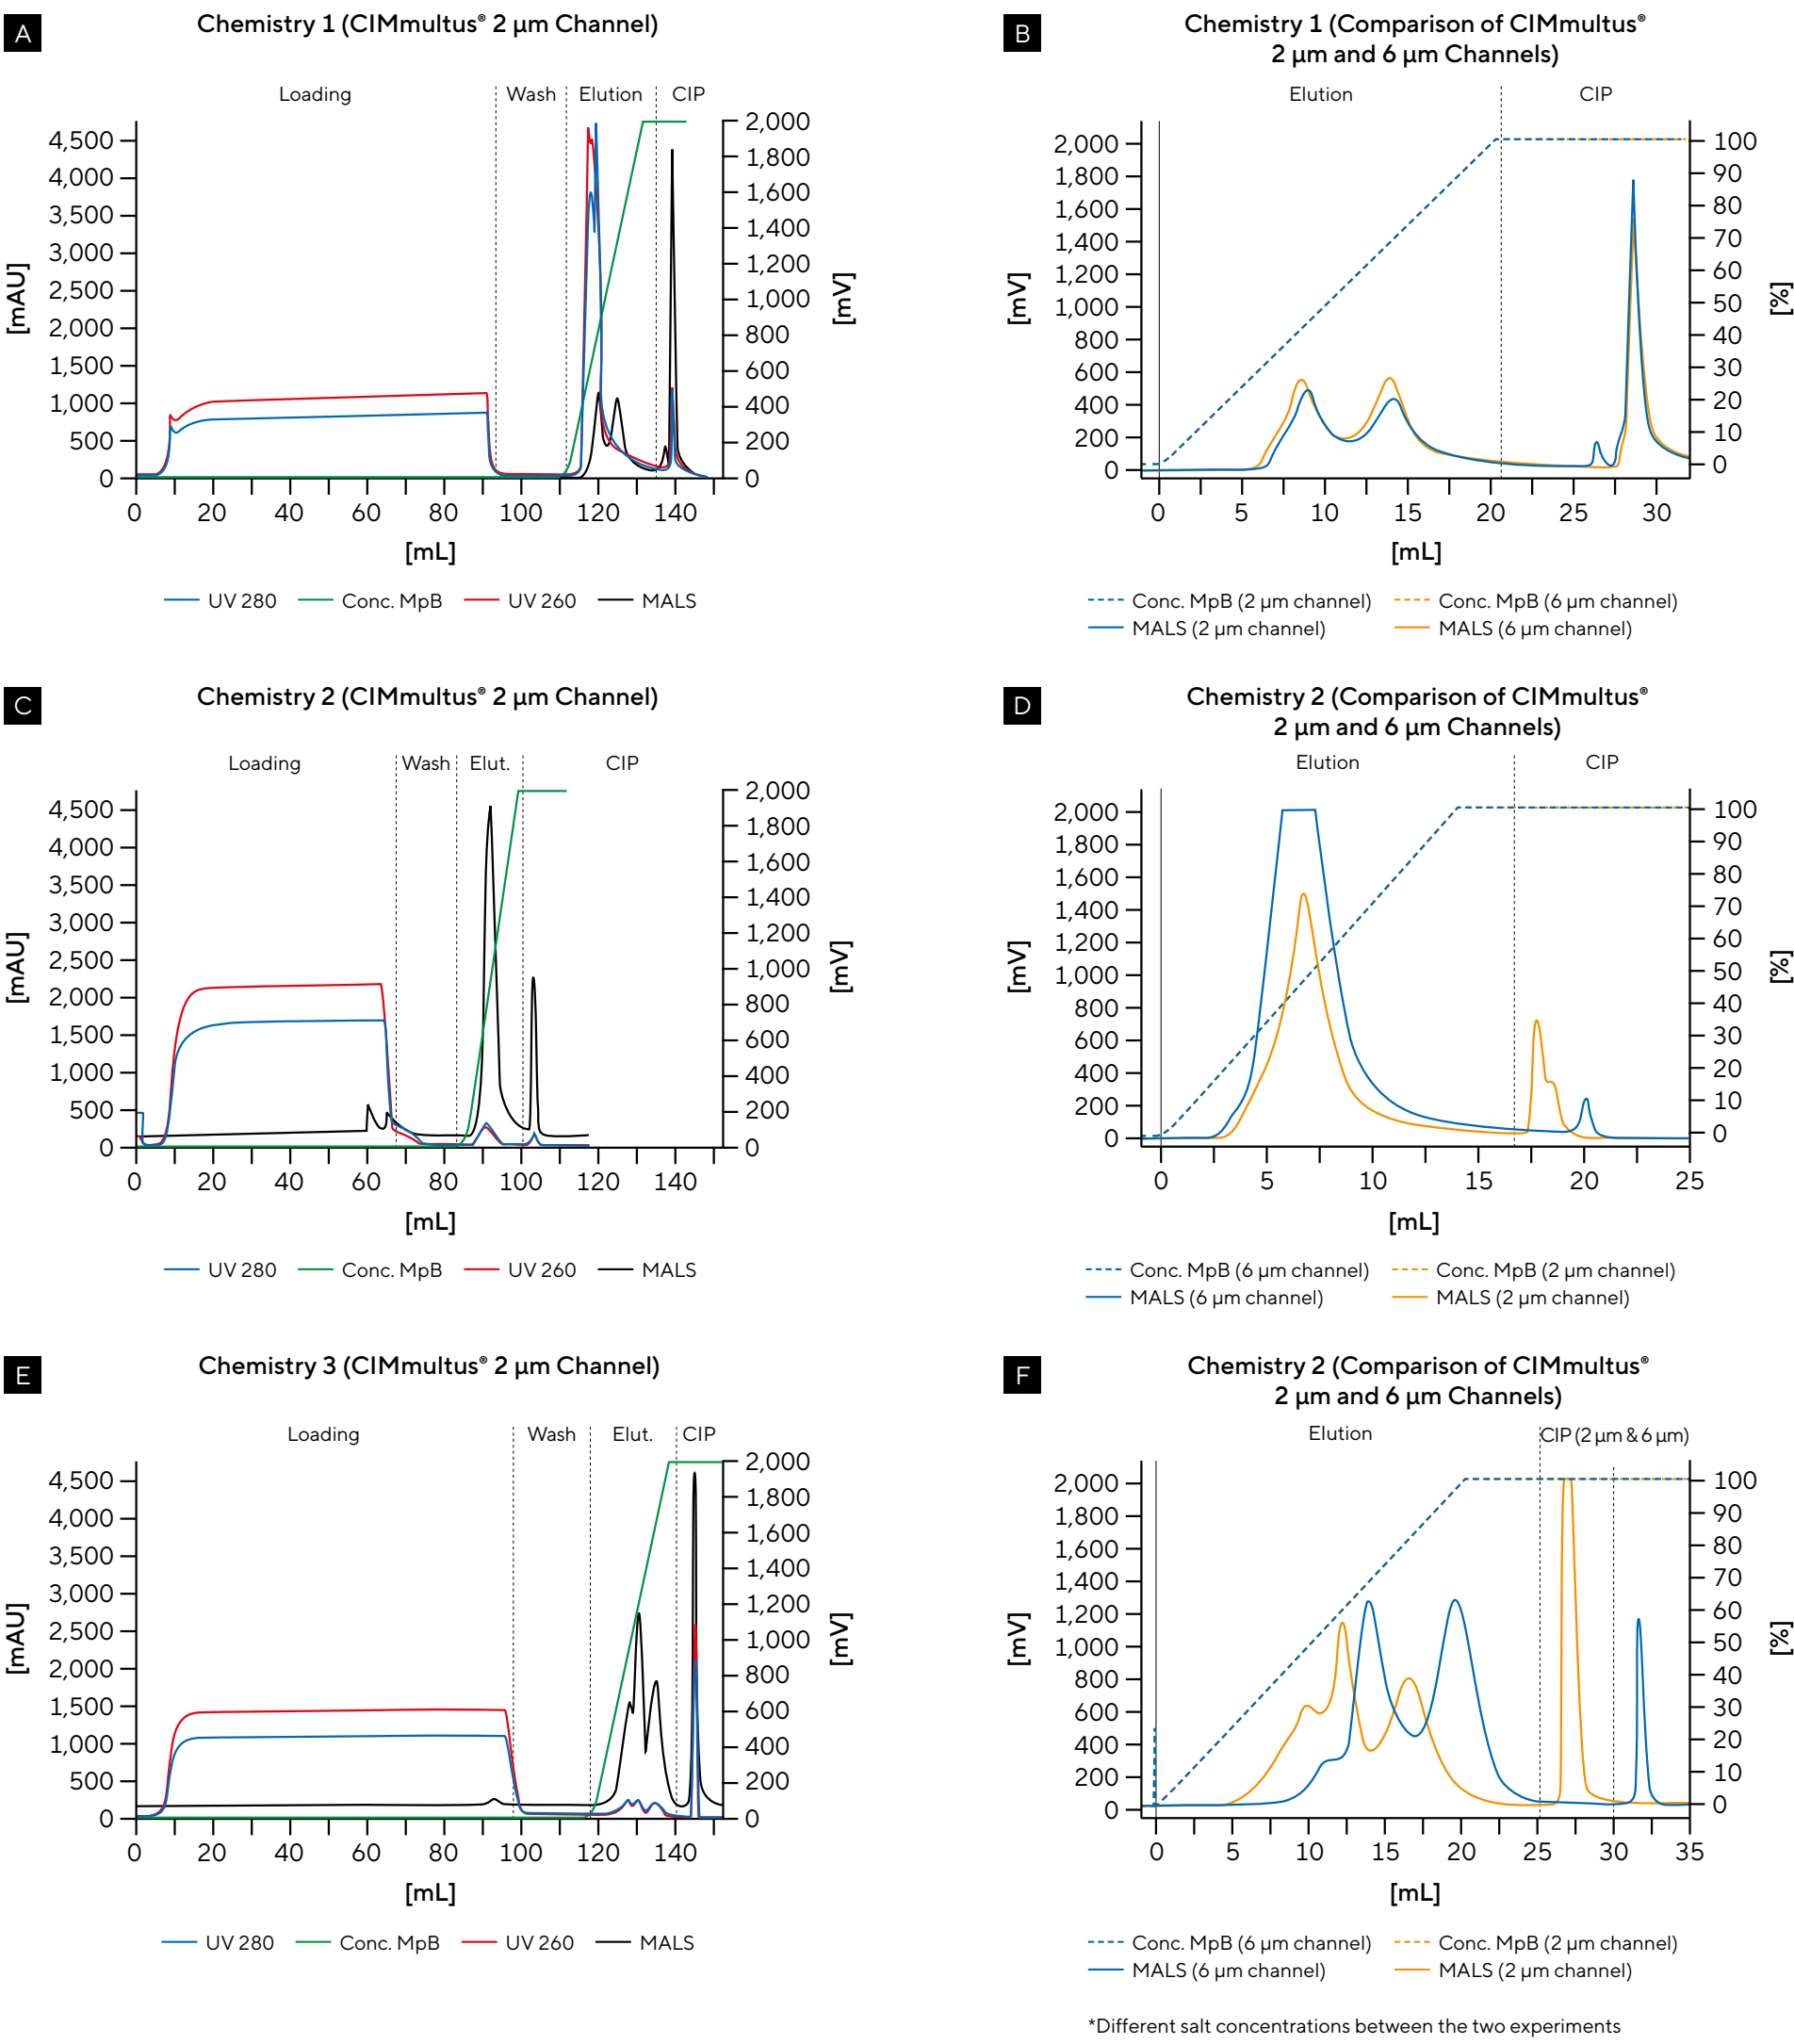 A
Chemistry 1 (CIMmultus® 2 µm Channel)
Loading
Wash
Elution
CIP
4,500
4,000
3,500
3,000
2,500
2,000
1,500
1,000
500
0
[mAU]
2,000
1,800
1,600
1,400
1,200
1,000
800
600
400
200
0
[mV]
0 20 40 60 80 100 120 140
[mL]
UV 280 Conc. MpB UV 260 MALS
B
Chemistry 1 (Comparison of CIMmultus®
2 µm and 6 µm Channels)
Elution
CIP
2,000
1,800
1,600
1,400
1,200
1,000
800
600
400
200
0
[mV]
100
90
80
70
60
50
40
30
20
10
0
[%]
0 5 10 15 20 25 30
[mL]
Conc. MpB (2 µm channel) Conc. MpB (6 µm channel)
MALS (2 µm channel) MALS (6 µm channel)
C
Chemistry 2 (CIMmultus® 2 µm Channel)
Loading
Wash
Elut.
CIP
4,500
4,000
3,500
3,000
2,500
2,000
1,500
1,000
500
0
[mAU]
2,000
1,800
1,600
1,400
1,200
1,000
800
600
400
200
0
[mV]
0 20 40 60 80 100 120 140
[mL]
UV 280 Conc. MpB UV 260 MALS
D
Chemistry 2 (Comparison of CIMmultus®
2 µm and 6 µm Channels)
Elution
CIP
2,000
1,800
1,600
1,400
1,200
1,000
800
600
400
200
0
[mV]
100
90
80
70
60
50
40
30
20
10
0
[%]
0 5 10 15 20 25
[mL]
Conc. MpB (6 µm channel) Conc. MpB (2 µm channel)
MALS (6 µm channel) MALS (2 µm channel)
E
Chemistry 3 (CIMmultus® 2 µm Channel)
Loading
Wash
Elut.
CIP
4,500
4,000
3,500
3,000
2,500
2,000
1,500
1,000
500
0
[mAU]
2,000
1,800
1,600
1,400
1,200
1,000
800
600
400
200
0
[mV]
0 20 40 60 80 100 120 140
[mL]
UV 280 Conc. MpB UV 260 MALS
F
Chemistry 2 (Comparison of CIMmultus®
2 µm and 6 µm Channels)
Elution
CIP (2 µm & 6 µm)
2,000
1,800
1,600
1,400
1,200
1,000
800
600
400
200
0
[mV]
100
90
80
70
60
50
40
30
20
10
0
[%]
0 5 10 15 20 25 30 35
[mL]
Conc. MpB (6 µm channel) Conc. MpB (2 µm channel)
MALS (6 µm channel) MALS (2 µm channel)
*Different salt concentrations between the two experiments